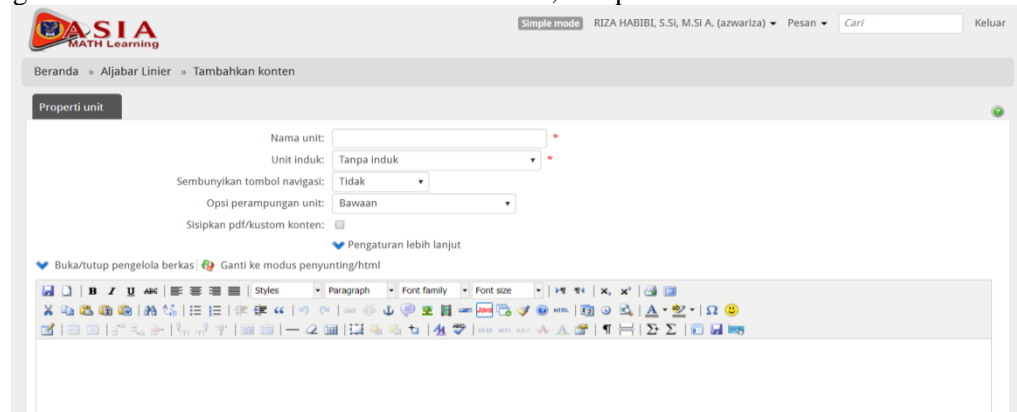 ASIA
MATH Learning
Simple mode RIZA HABIBI, S.Si, M.Si A. (azwariza) Pesan Cari Keluar
Beranda » Aljabar Linier » Tambahkan konten
Properti unit
Nama unit: *
Unit induk: Tanpa induk *
Sembunyikan tombol navigasi: Tidak
Opsi perampungan unit: Bawaan
Sisipkan pdf/kustom konten:
Pengaturan lebih lanjut
Buka/tutup pengelola berkas Ganti ke modus penyunting/html
B I U ABC Styles Paragraph Font family Font size
HTML